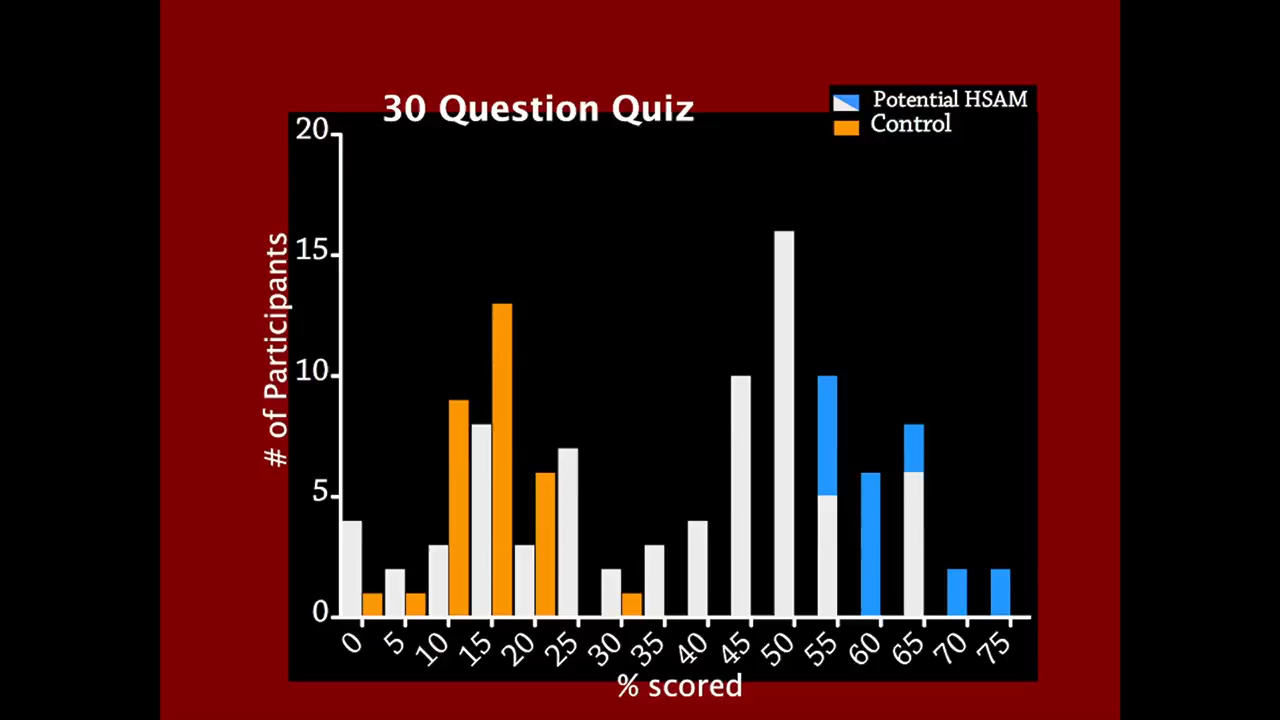 30 Question Quiz
Potential HSAM
Control
20
15
10
5
0
# of Participants
0 5 10 15 20 25 30 35 40 45 50 55 60 65 70 75
% scored